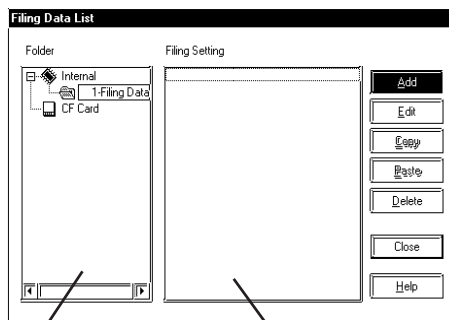 Filing Data List
Folder
Filing Setting
Internal
1-Filing Data
CF Card
Add
Edit
Copy
Paste
Delete
Close
Help